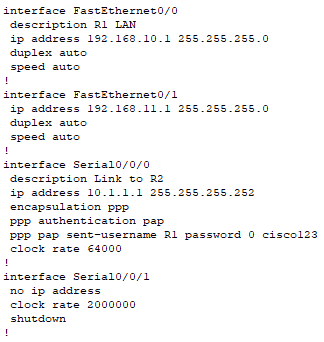 interface FastEthernet0/0
description R1 LAN
ip address 192.168.10.1 255.255.255.0
duplex auto
speed auto
!
interface FastEthernet0/1
ip address 192.168.11.1 255.255.255.0
duplex auto
speed auto
!
interface Serial0/0/0
description Link to R2
ip address 10.1.1.1 255.255.255.252
encapsulation ppp
ppp authentication pap
ppp pap sent-username R1 password 0 cisco123
clock rate 64000
!
interface Serial0/0/1
no ip address
clock rate 2000000
shutdown
!